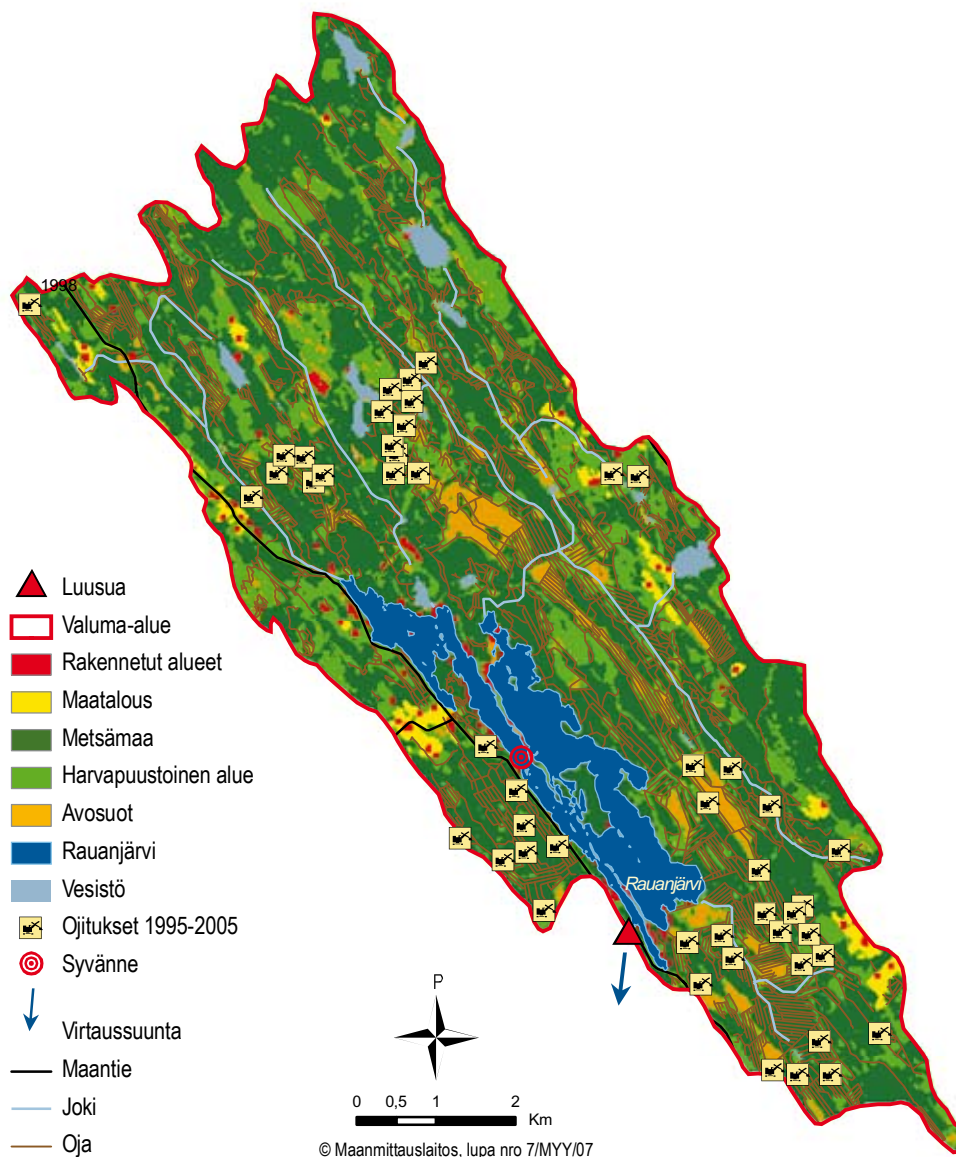 1998
Luusua
Valuma-alue
Rakennetut alueet
Maatalous
Metsämaa
Harvapuustoinen alue
Avosuot
Rauanjärvi
Vesistö
Ojitukset 1995-2005
Syvänne
Virtaussuunta
Maantie
Joki
Oja
Rauanjärvi
P
0 0,5 1 2
Km
© Maanmittauslaitos, lupa nro 7/MYY/07